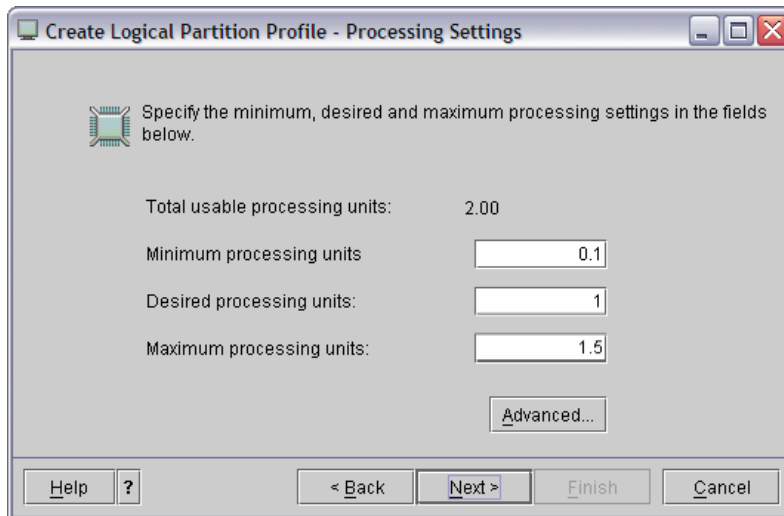 Create Logical Partition Profile - Processing Settings
Specify the minimum, desired and maximum processing settings in the fields
below.
Total usable processing units: 2.00
Minimum processing units 0.1
Desired processing units: 1
Maximum processing units: 1.5
Advanced...
Help ? < Back Next > Finish Cancel